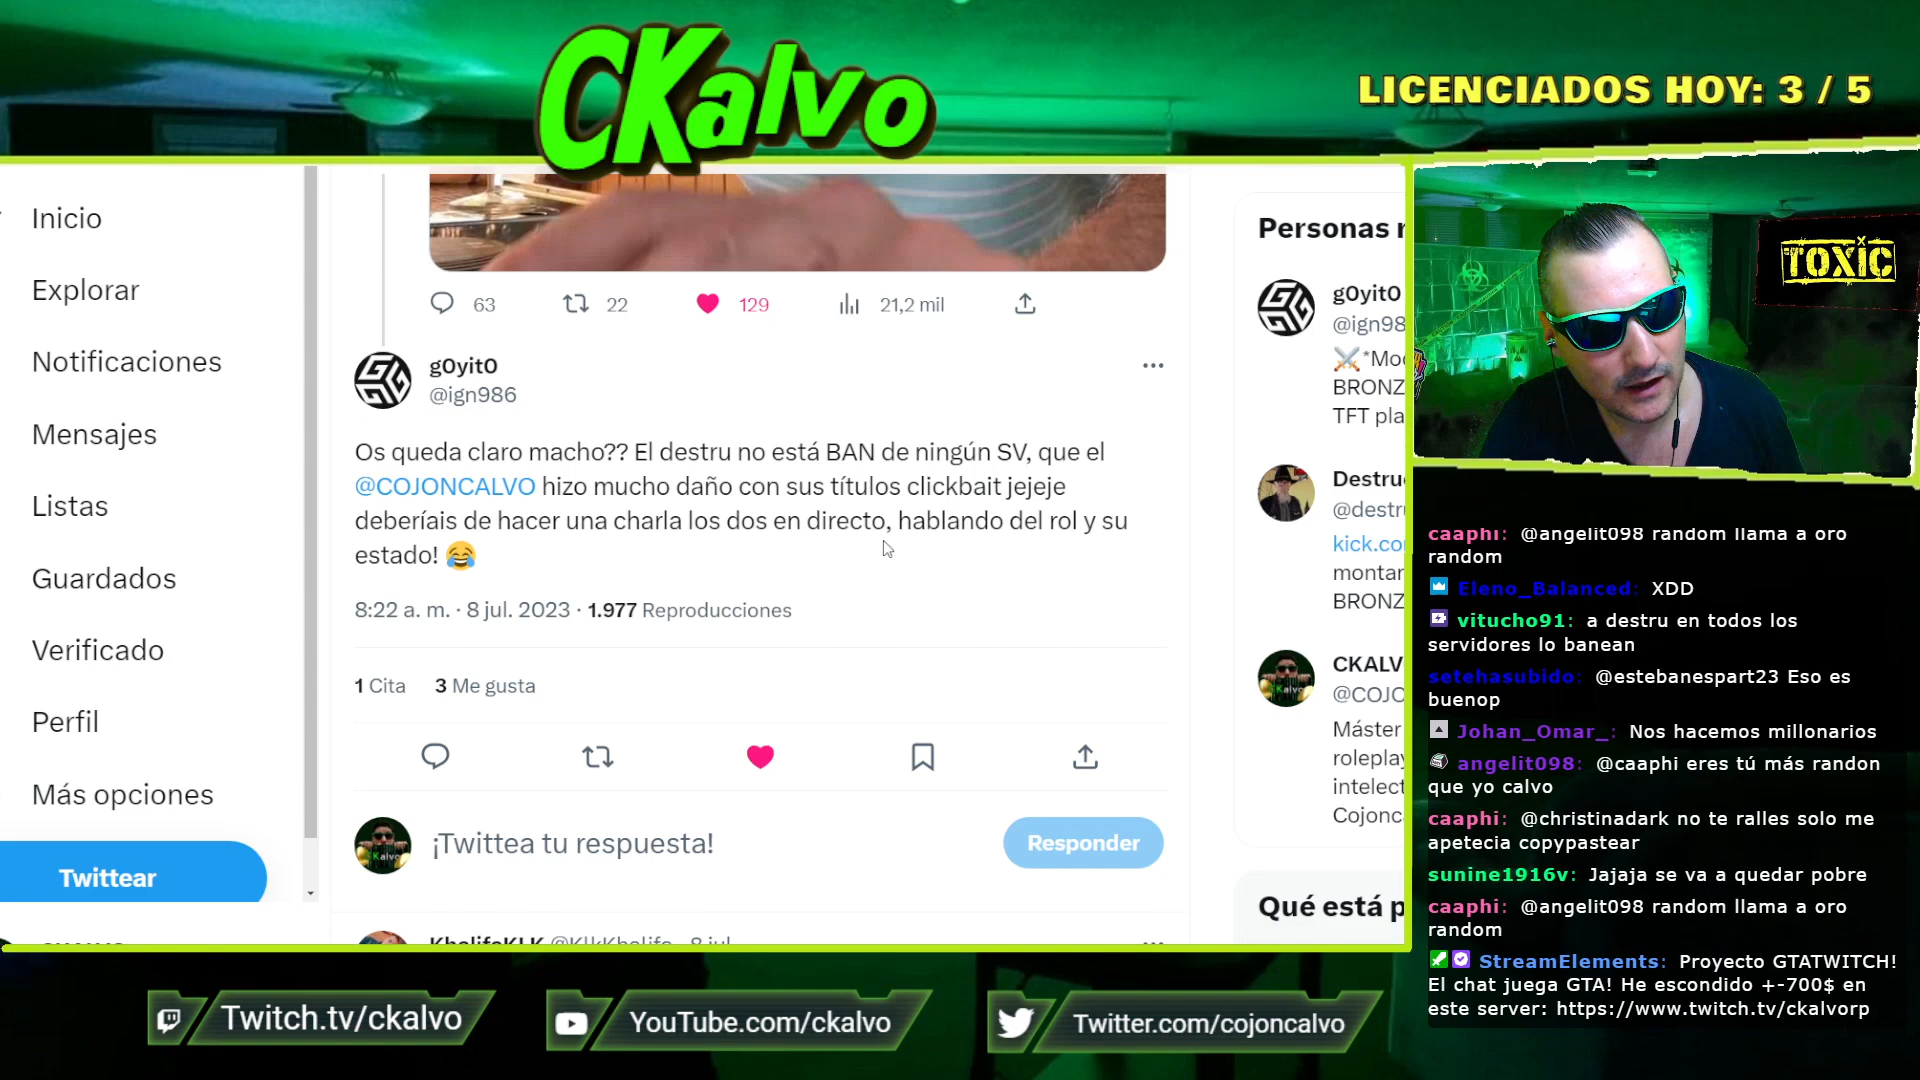 CKalvo
LICENCIADOS HOY: 3 / 5
Inicio
Explorar
Notificaciones
Mensajes
Listas
Guardados
Verificado
Perfil
Más opciones
Twittear
63 22 129 21,2 mil
g0yit0
@ign986
Os queda claro macho?? El destru no está BAN de ningún SV, que el
@COJONCALVO hizo mucho daño con sus títulos clickbait jejeje
deberíais de hacer una charla los dos en directo, hablando del rol y su
estado! 😂
8:22 a. m. · 8 jul. 2023 · 1.977 Reproducciones
1 Cita 3 Me gusta
Kalvo
¡Twittea tu respuesta!
Responder
KhalifaKLK @KlkKhalifa · 8 jul.
Personas r
g0yit0
@ign98
⚔️*Mo
BRONZ
TFT pla
Destru
@destr
kick.co
montar
BRONZ
CKalvo
CKALV
@COJO
Máster
roleplay
intelect
Cojonc
Qué está p
TOXIC
caaphi: @angelit098 random llama a oro
random
Eleno_Balanced: XDD
vitucho91: a destru en todos los
servidores lo banean
setehasubido: @estebanespart23 Eso es
buenop
Johan_Omar_: Nos hacemos millonarios
angelit098: @caaphi eres tú más randon
que yo calvo
caaphi: @christinadark no te ralles solo me
apetecia copypastear
sunine1916v: Jajaja se va a quedar pobre
caaphi: @angelit098 random llama a oro
random
StreamElements: Proyecto GTATWITCH!
El chat juega GTA! He escondido +-700$ en
este server: https://www.twitch.tv/ckalvorp
Twitch.tv/ckalvo
YouTube.com/ckalvo
Twitter.com/cojoncalvo